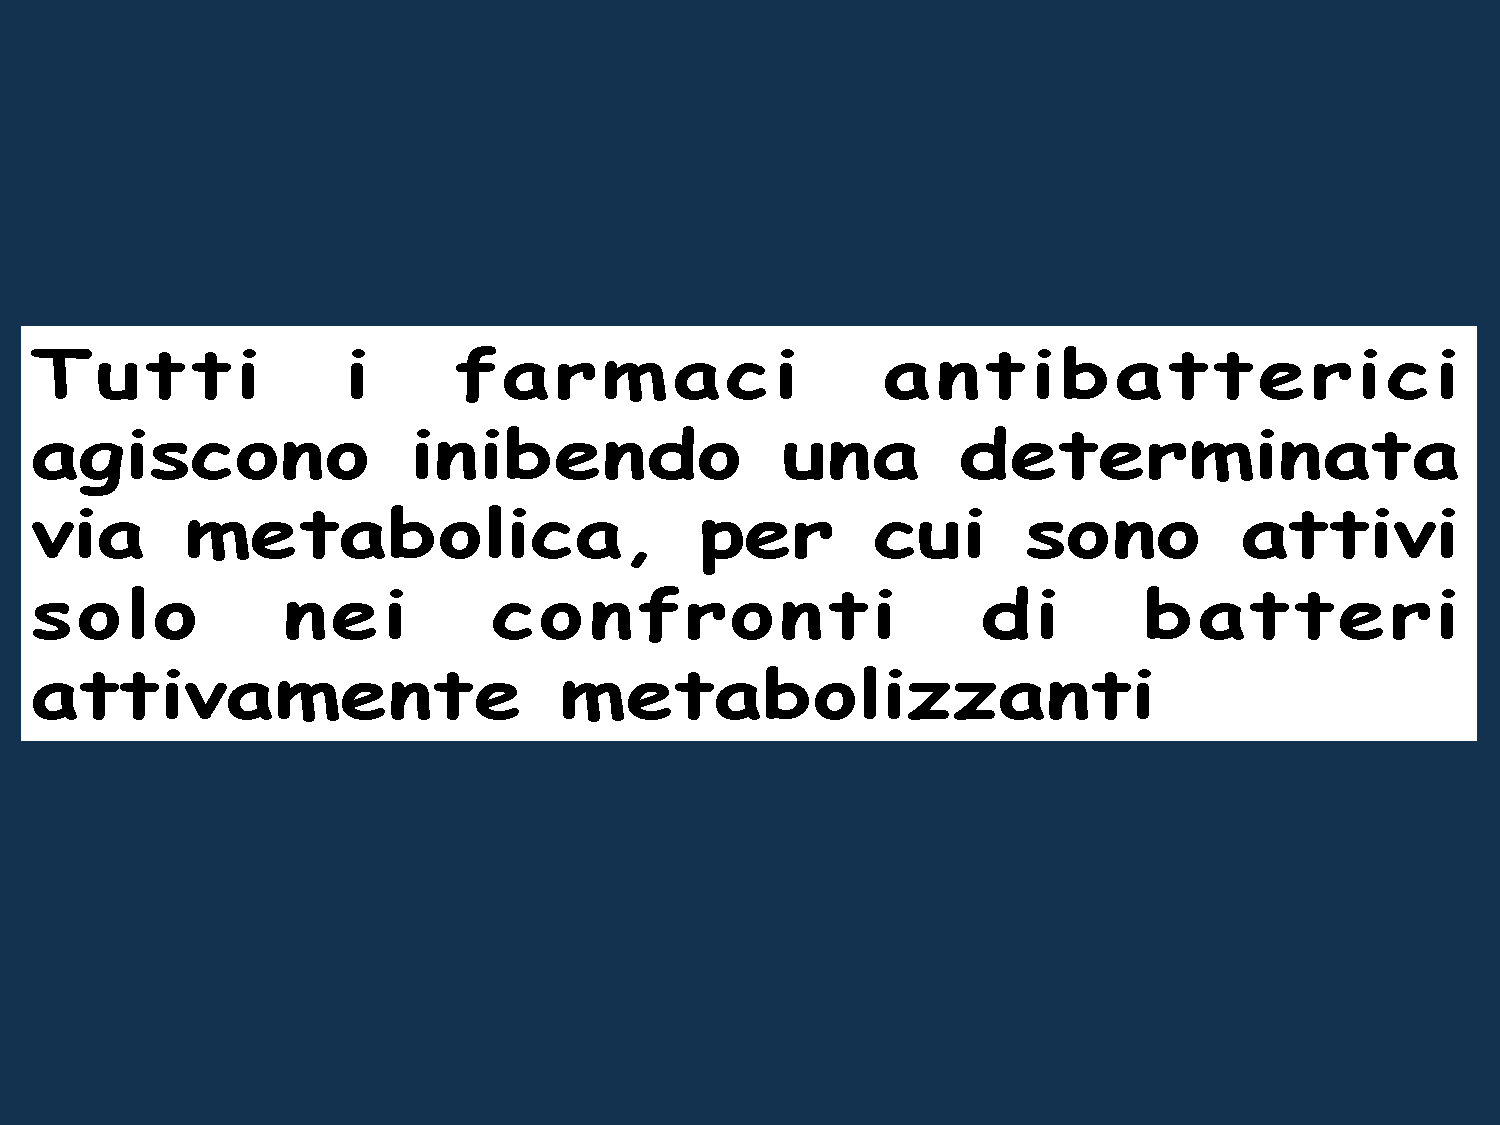 Tutti i farmaci antibatterici
agiscono inibendo una determinata
via metabolica, per cui sono attivi
solo nei confronti di batteri
attivamente metabolizzanti